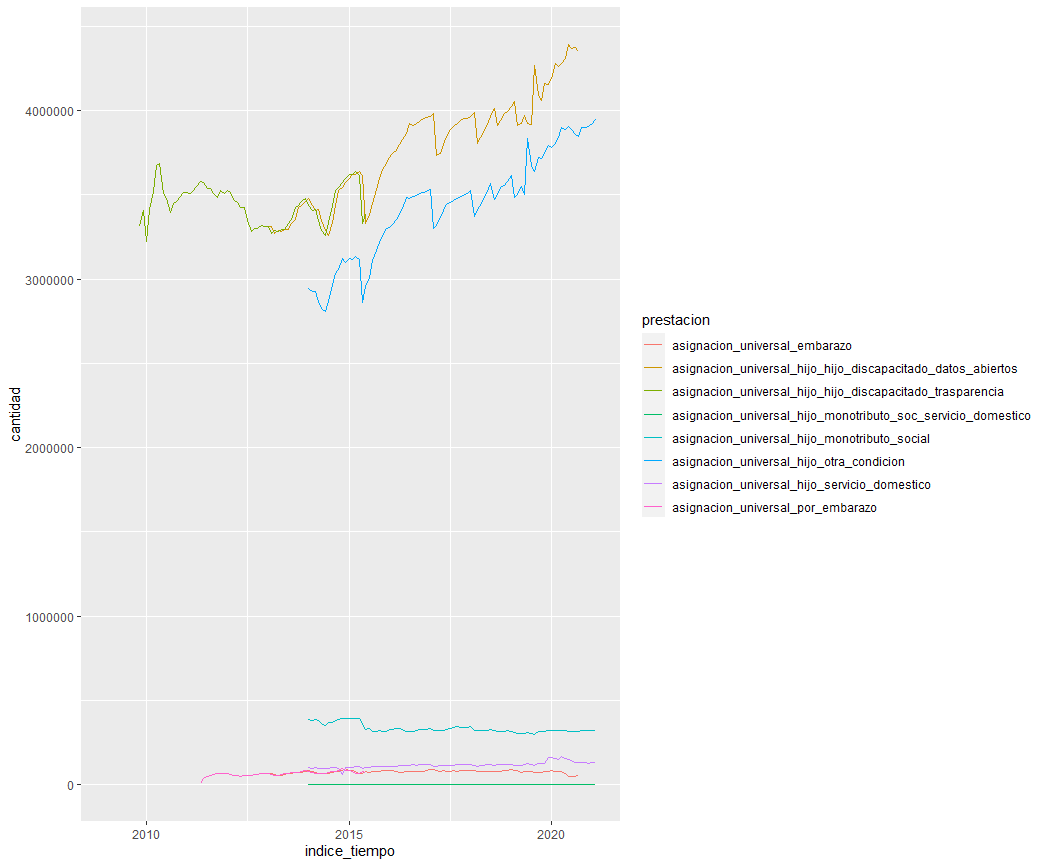 4000000
3000000
2000000
1000000
0
cantidad
2010
2015
2020
indice_tiempo
prestacion
asignacion_universal_embarazo
asignacion_universal_hijo_hijo_discapacitado_datos_abiertos
asignacion_universal_hijo_hijo_discapacitado_trasparencia
asignacion_universal_hijo_monotributo_soc_servicio_domestico
asignacion_universal_hijo_monotributo_social
asignacion_universal_hijo_otra_condicion
asignacion_universal_hijo_servicio_domestico
asignacion_universal_por_embarazo